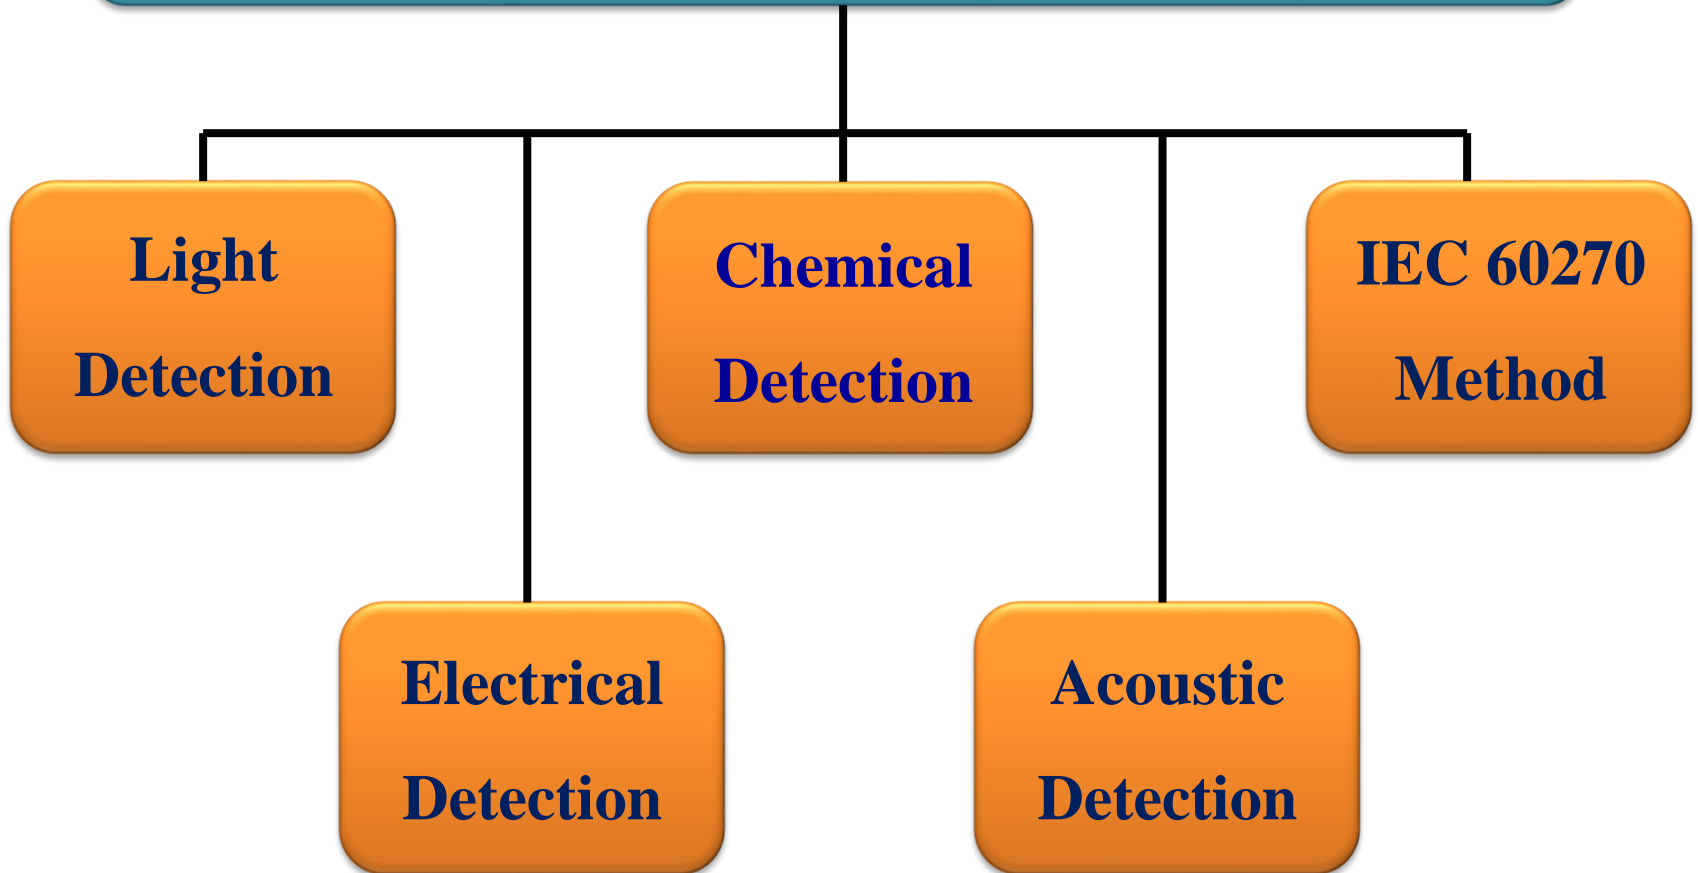 Light
Detection
Chemical
Detection
IEC 60270
Method
Electrical
Detection
Acoustic
Detection